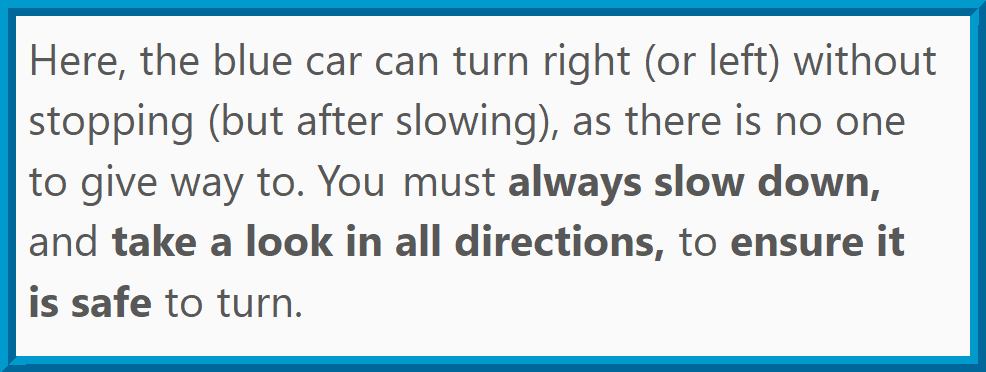 Here, the blue car can turn right (or left) without
stopping (but after slowing), as there is no one
to give way to. You must always slow down,
and take a look in all directions, to ensure it
is safe to turn.